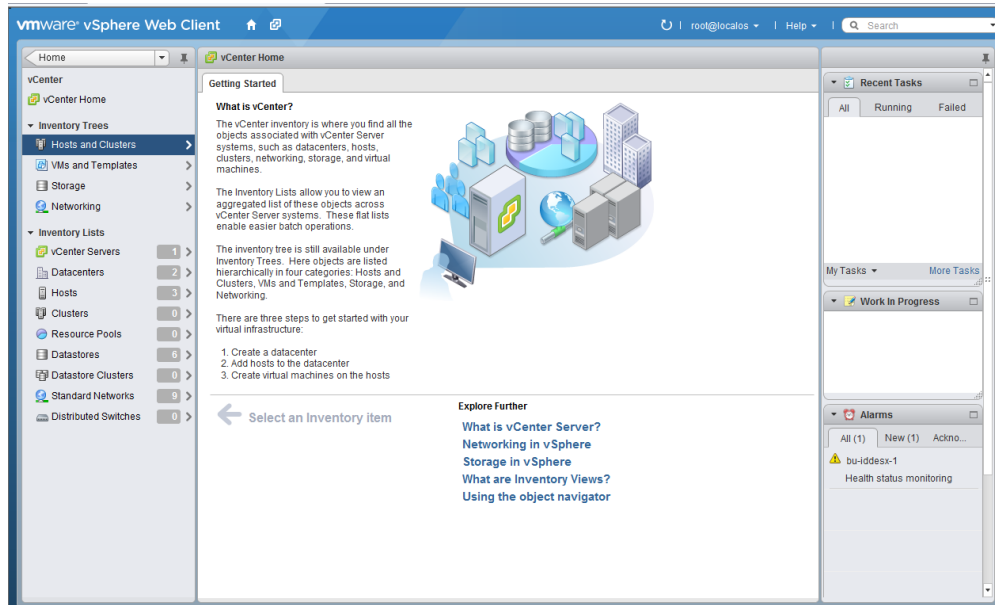 vmware® vSphere Web Client
root@localos
Help
Search
Home
vCenter
vCenter Home
Inventory Trees
Hosts and Clusters
VMs and Templates
Storage
Networking
Inventory Lists
vCenter Servers 1
Datacenters 2
Hosts 3
Clusters 0
Resource Pools 0
Datastores 6
Datastore Clusters 0
Standard Networks 9
Distributed Switches 0
vCenter Home
Getting Started
What is vCenter?
The vCenter inventory is where you find all the
objects associated with vCenter Server
systems, such as datacenters, hosts,
clusters, networking, storage, and virtual
machines.
The Inventory Lists allow you to view an
aggregated list of these objects across
vCenter Server systems. These flat lists
enable easier batch operations.
The inventory tree is still available under
Inventory Trees. Here objects are listed
hierarchically in four categories: Hosts and
Clusters, VMs and Templates, Storage, and
Networking.
There are three steps to get started with your
virtual infrastructure:
1. Create a datacenter
2. Add hosts to the datacenter
3. Create virtual machines on the hosts
Select an Inventory item
Explore Further
What is vCenter Server?
Networking in vSphere
Storage in vSphere
What are Inventory Views?
Using the object navigator
Recent Tasks
All Running Failed
My Tasks More Tasks
Work In Progress
Alarms
All (1) New (1) Ackno...
bu-iddesx-1
Health status monitoring